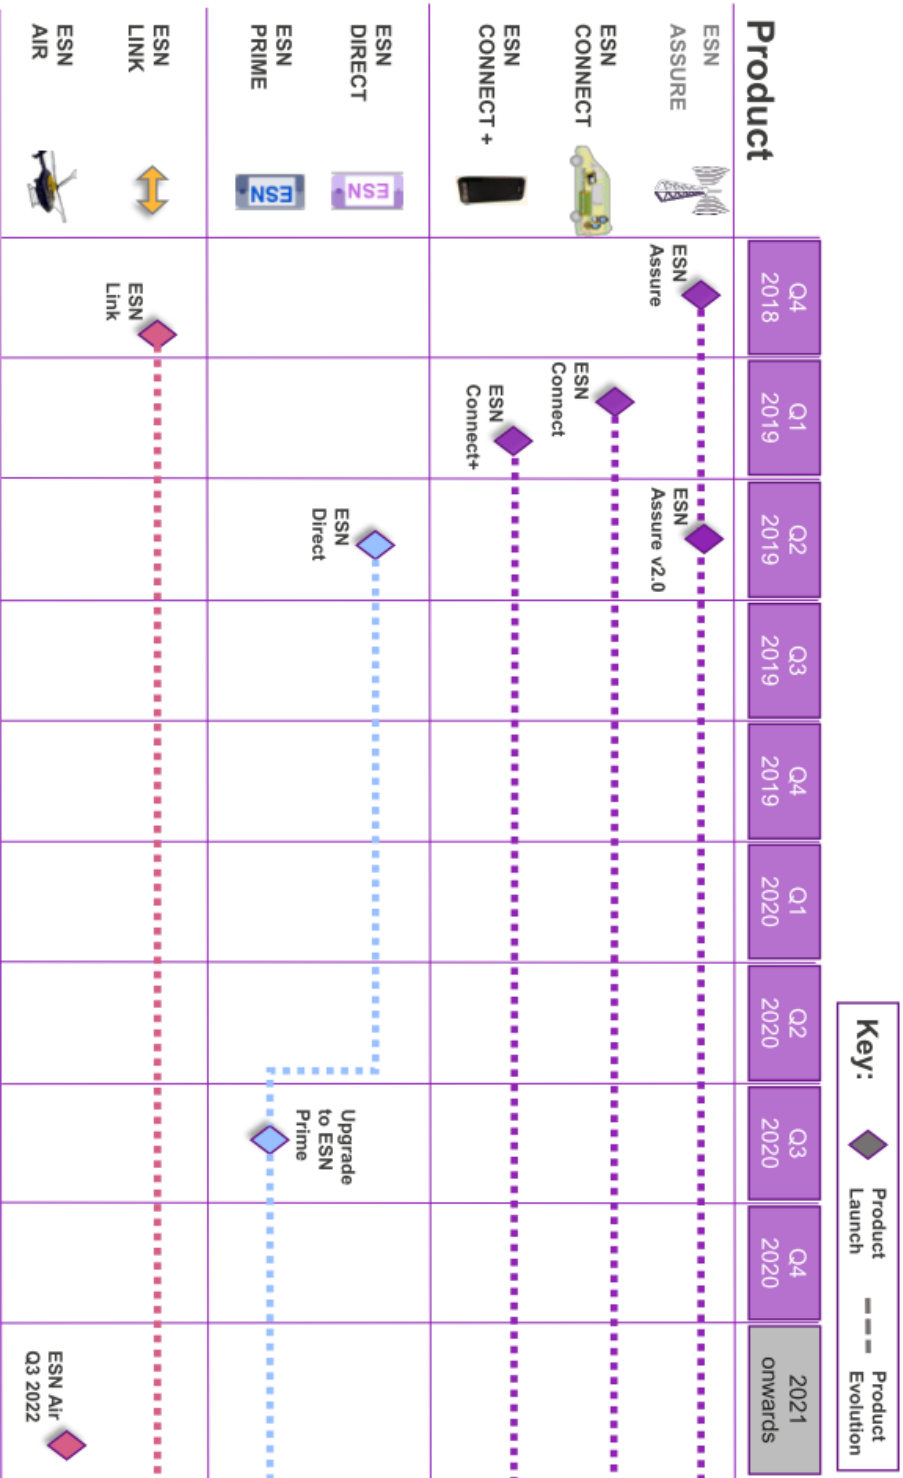 Key:
Product
Launch
Product
Evolution
Product
Q4
2018
Q1
2019
Q2
2019
Q3
2019
Q4
2019
Q1
2020
Q2
2020
Q3
2020
Q4
2020
2021
onwards
ESN
ASSURE
ESN
Assure
ESN
Assure v2.0
ESN
CONNECT
ESN
Connect
ESN
CONNECT +
ESN
Connect+
ESN
DIRECT
ESN
ESN
Direct
ESN
PRIME
ESN
Upgrade
to ESN
Prime
ESN
LINK
ESN
Link
ESN
AIR
ESN Air
Q3 2022